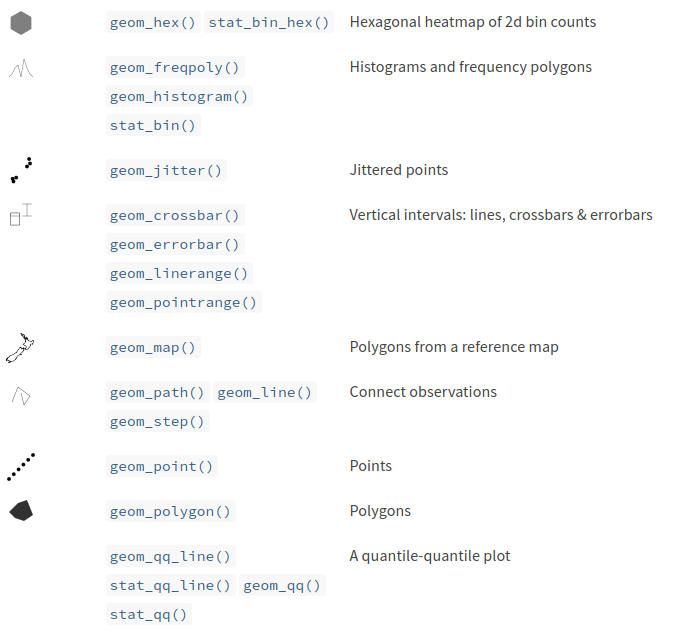 geom_hex() stat_bin_hex() Hexagonal heatmap of 2d bin counts
geom_freqpoly() Histograms and frequency polygons
geom_histogram()
stat_bin()
geom_jitter() Jittered points
geom_crossbar() Vertical intervals: lines, crossbars & errorbars
geom_errorbar()
geom_linerange()
geom_pointrange()
geom_map() Polygons from a reference map
geom_path() geom_line() Connect observations
geom_step()
geom_point() Points
geom_polygon() Polygons
geom_qq_line() A quantile-quantile plot
stat_qq_line() geom_qq()
stat_qq()